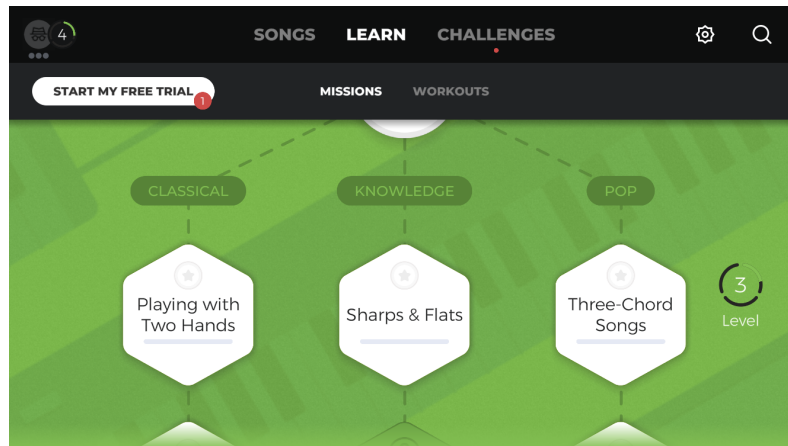 4
SONGS LEARN CHALLENGES
START MY FREE TRIAL 1
MISSIONS WORKOUTS
CLASSICAL KNOWLEDGE POP
Playing with
Two Hands
Sharps & Flats
Three-Chord
Songs
3
Level